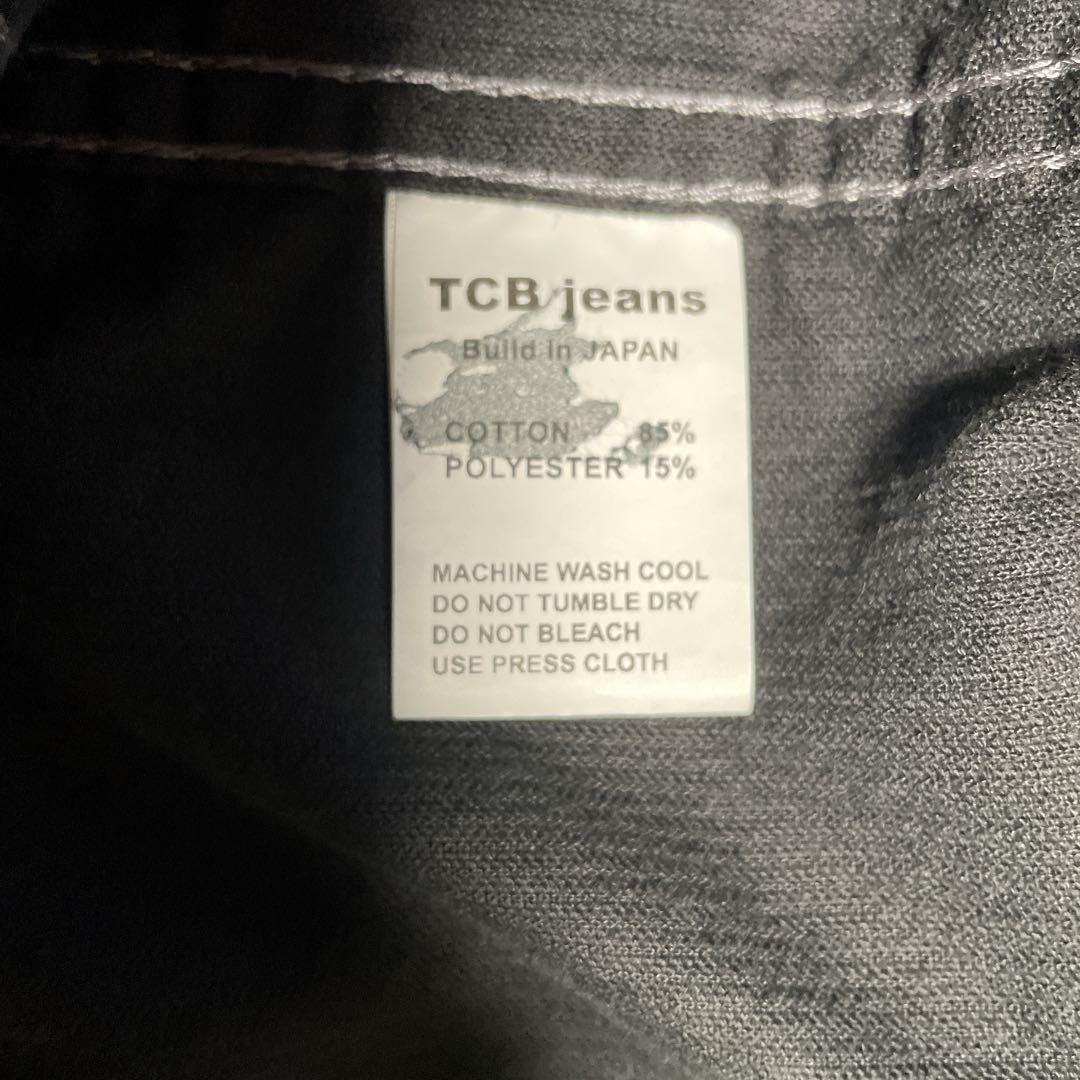 TCB jeans
Build in JAPAN
COTTON 85%
POLYESTER 15%
MACHINE WASH COOL
DO NOT TUMBLE DRY
DO NOT BLEACH
USE PRESS CLOTH